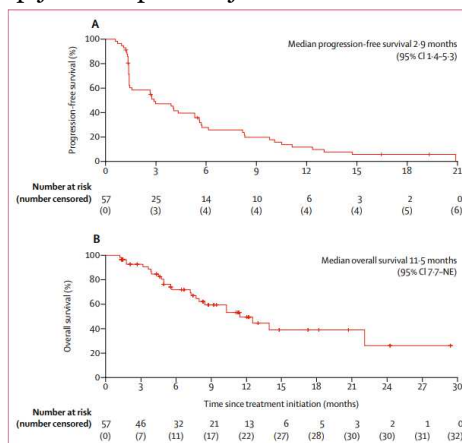 A
Median progression-free survival 2·9 months
(95% CI 1·4–5·3)
Progression-free survival (%)
100
80
60
40
20
0
0 3 6 9 12 15 18 21
Number at risk 57 25 14 10 6 3 2 0
(number censored) (0) (3) (4) (4) (4) (4) (5) (6)
B
Median overall survival 11·5 months
(95% CI 7·7–NE)
Overall survival (%)
100
80
60
40
20
0
0 3 6 9 12 15 18 21 24 27 30
Time since treatment initiation (months)
Number at risk 57 46 32 21 13 6 5 3 2 1 0
(number censored) (0) (7) (11) (17) (22) (27) (28) (30) (30) (31) (32)